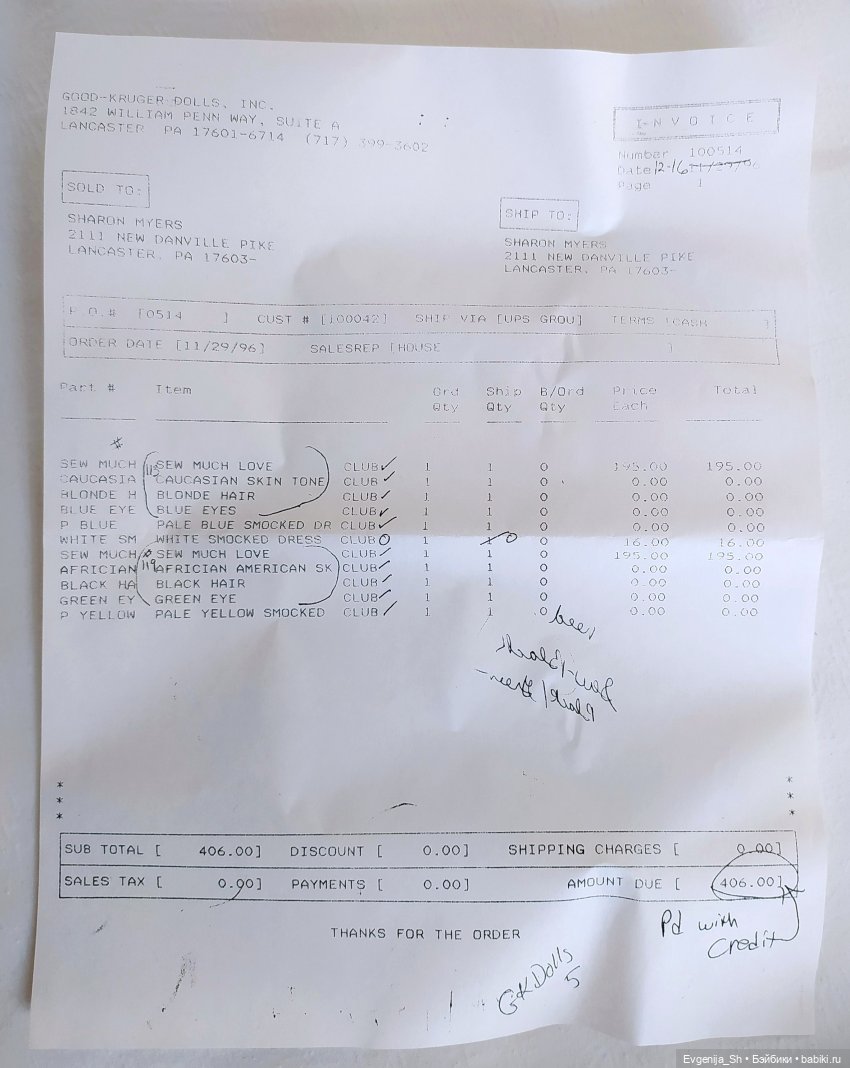 GOOD-KRUGER DOLLS, INC.
1842 WILLIAM PENN WAY, SUITE A
LANCASTER PA 17601-6714 (717) 399-3602
INVOICE
Number 100514
Date 12-16 11/29/96
Page 1
SOLD TO:
SHARON MYERS
2111 NEW DANVILLE PIKE
LANCASTER, PA 17603-
SHIP TO:
SHARON MYERS
2111 NEW DANVILLE PIKE
LANCASTER, PA 17603-
P.O.# [0514 ] CUST # [100042] SHIP VIA [UPS GROU] TERMS [CASH ]
ORDER DATE [11/29/96] SALESREP [HOUSE ]
Part # Item Ord Qty Ship Qty B/Ord Qty Price Each Total
#
SEW MUCH 113 SEW MUCH LOVE CLUB✓ 1 1 0 195.00 195.00
CAUCASIA CAUCASIAN SKIN TONE CLUB✓ 1 1 0 0.00 0.00
BLONDE H BLONDE HAIR CLUB✓ 1 1 0 0.00 0.00
BLUE EYE BLUE EYES CLUB✓ 1 1 0 0.00 0.00
P BLUE PALE BLUE SMOCKED DR CLUB✓ 1 1 0 0.00 0.00
WHITE SM WHITE SMOCKED DRESS CLUB0 1 1 0 0 16.00 16.00
SEW MUCH # SEW MUCH LOVE CLUB✓ 1 1 0 195.00 195.00
AFRICIAN 119 AFRICIAN AMERICAN SK CLUB✓ 1 1 0 0.00 0.00
BLACK HA BLACK HAIR CLUB✓ 1 1 0 0.00 0.00
GREEN EY GREEN EYE CLUB✓ 1 1 0 0.00 0.00
P YELLOW PALE YELLOW SMOCKED CLUB✓ 1 1 0 0.00 0.00
* *
* *
* *
SUB TOTAL [ 406.00] DISCOUNT [ 0.00] SHIPPING CHARGES [ 0.00]
SALES TAX [ 0.00] PAYMENTS [ 0.00] AMOUNT DUE [ 406.00]
THANKS FOR THE ORDER
Pd with
Credit
GK Dolls
5
Evgenija_Sh • Бэйбики • babiki.ru